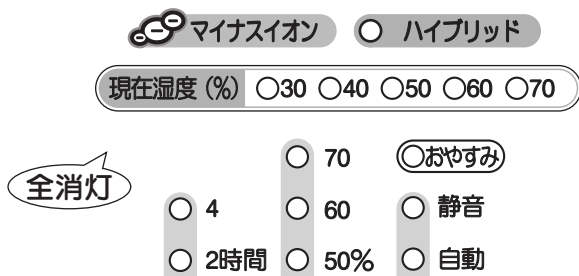 マイナスイオン ハイブリッド
現在湿度（%） 30 40 50 60 70
70 おやすみ
全消灯
4 60 静音
2時間 50% 自動